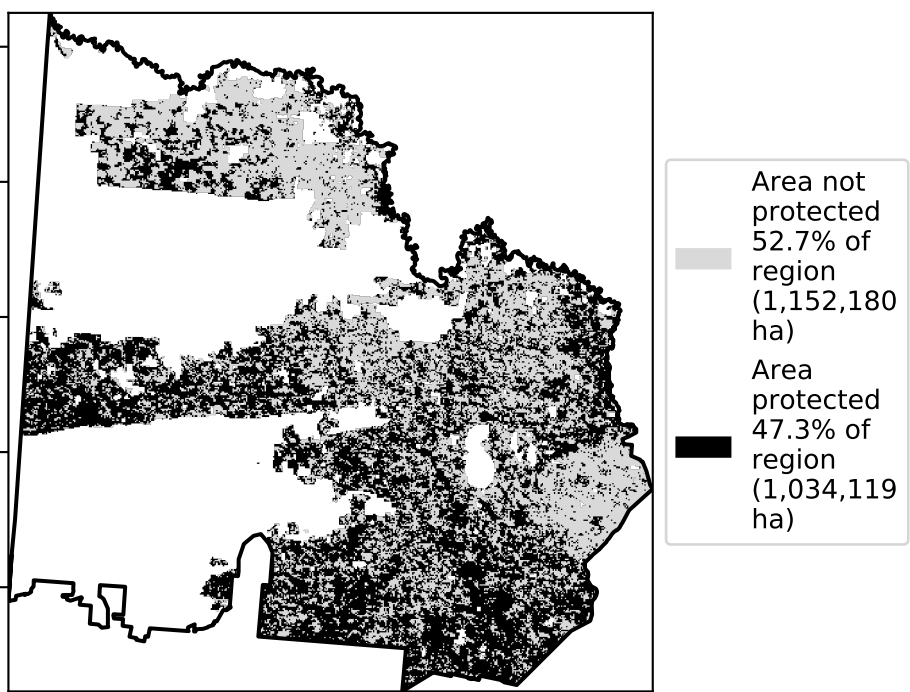 Area not
protected
52.7% of
region
(1,152,180
ha)
Area
protected
47.3% of
region
(1,034,119
ha)